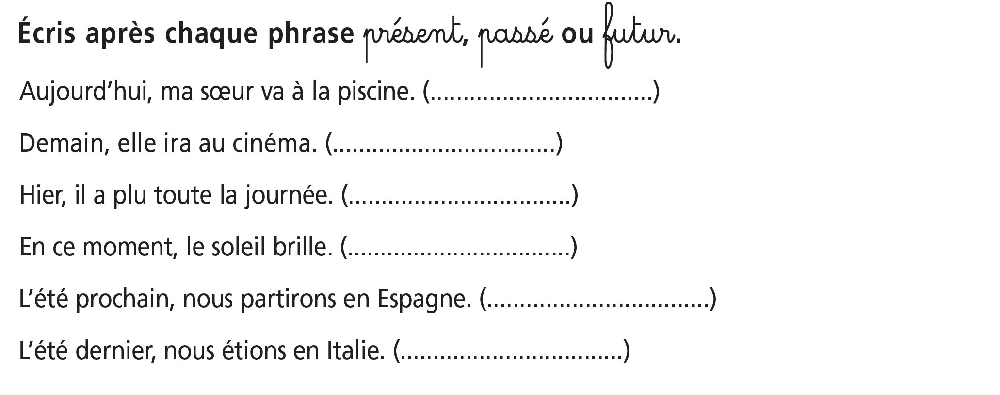 Écris après chaque phrase présent, passé ou futur.
Aujourd’hui, ma sœur va à la piscine. (..................................)
Demain, elle ira au cinéma. (..................................)
Hier, il a plu toute la journée. (..................................)
En ce moment, le soleil brille. (..................................)
L’été prochain, nous partirons en Espagne. (..................................)
L’été dernier, nous étions en Italie. (..................................)